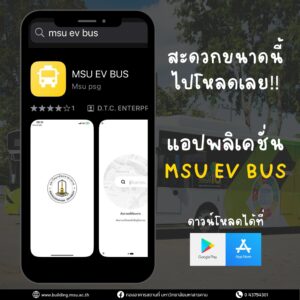 msu ev bus
MSU EV BUS
Msu psg
1
D.T.C. ENTERPR
สะดวกขนาดนี้
ไปโหลดเลย!!
แอปพลิเคชั่น
MSU EV BUS
ดาวน์โหลดได้ที่
Google Play
App Store
www.building.msu.ac.th
กองอาคารสถานที่ มหาวิทยาลัยมหาสารคาม
0 43754301